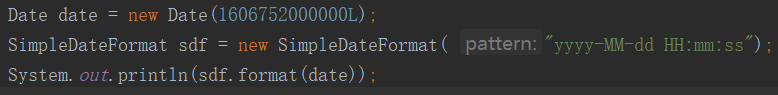 Date date = new Date(1606752000000L);
SimpleDateFormat sdf = new SimpleDateFormat( pattern: "yyyy-MM-dd HH:mm:ss");
System.out.println(sdf.format(date));